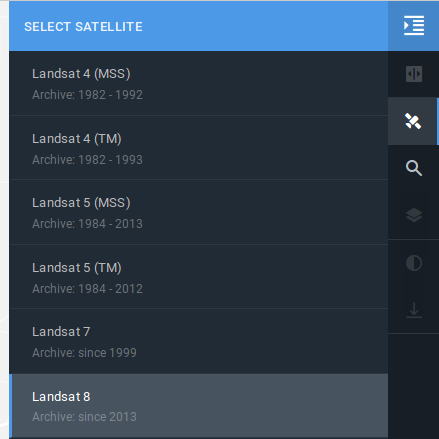 SELECT SATELLITE
Landsat 4 (MSS)
Archive: 1982 - 1992
Landsat 4 (TM)
Archive: 1982 - 1993
Landsat 5 (MSS)
Archive: 1984 - 2013
Landsat 5 (TM)
Archive: 1984 - 2012
Landsat 7
Archive: since 1999
Landsat 8
Archive: since 2013